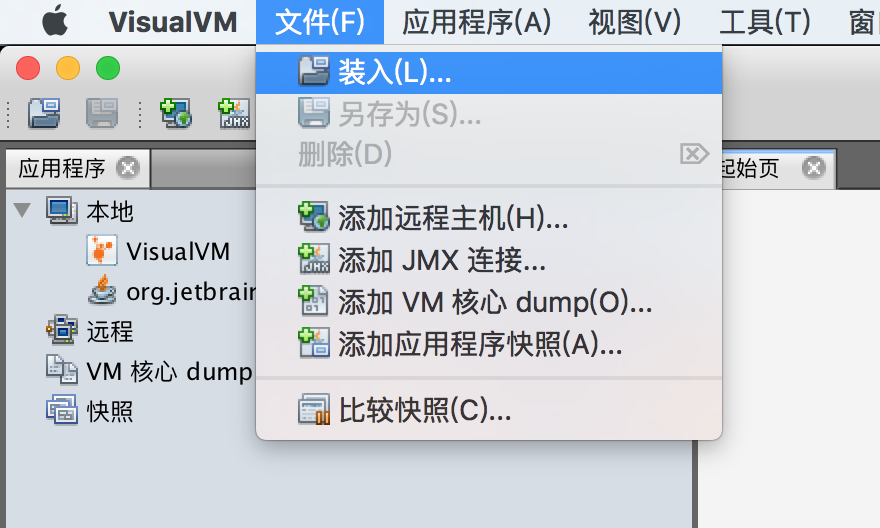 VisualVM 文件(F) 应用程序(A) 视图(V) 工具(T) 窗
装入(L)...
另存为(S)...
删除(D)
添加远程主机(H)...
添加 JMX 连接...
添加 VM 核心 dump(O)...
添加应用程序快照(A)...
比较快照(C)...
JMX
应用程序
起始页
本地
VisualVM
org.jetbrain
远程
VM 核心 dump
快照